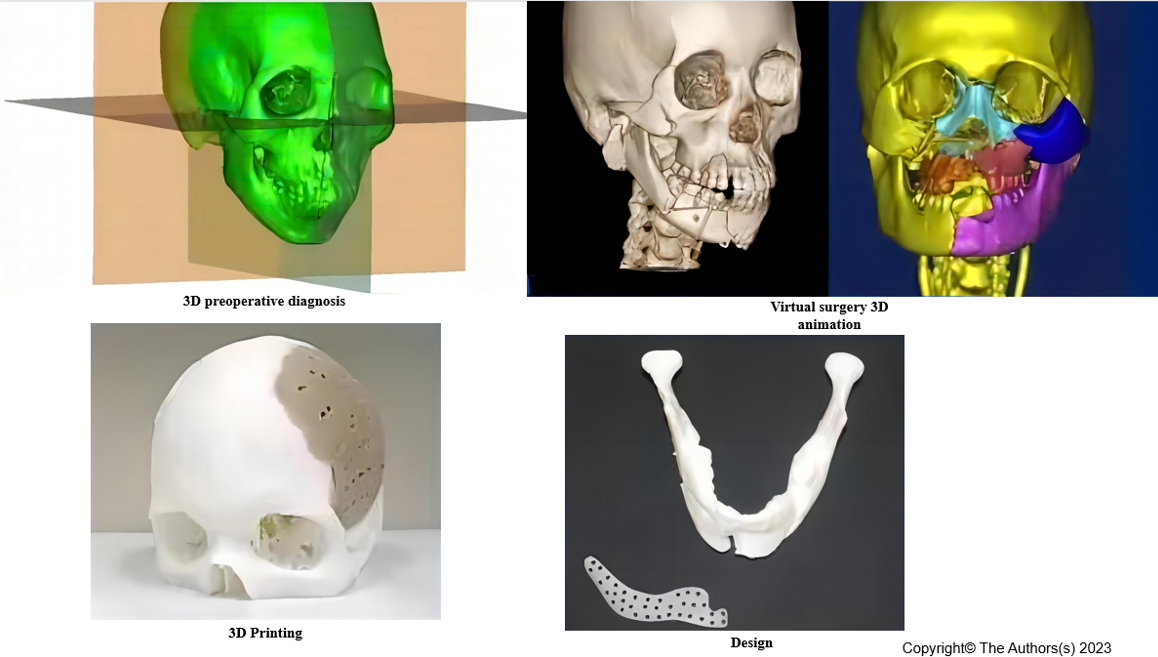 3D preoperative diagnosis
Virtual surgery 3D
animation
3D Printing
Design
Copyright© The Authors(s) 2023